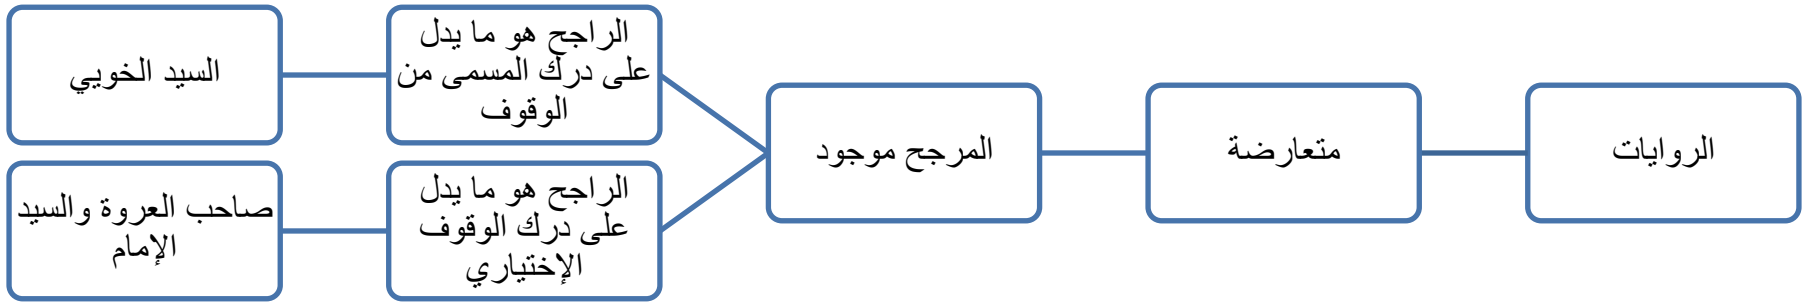 الروايات
متعارضة
المرجح موجود
الراجح هو ما يدل
على درك المسمى من
الوقوف
السيد الخويي
الراجح هو ما يدل
على درك الوقوف
الإختياري
صاحب العروة والسيد
الإمام